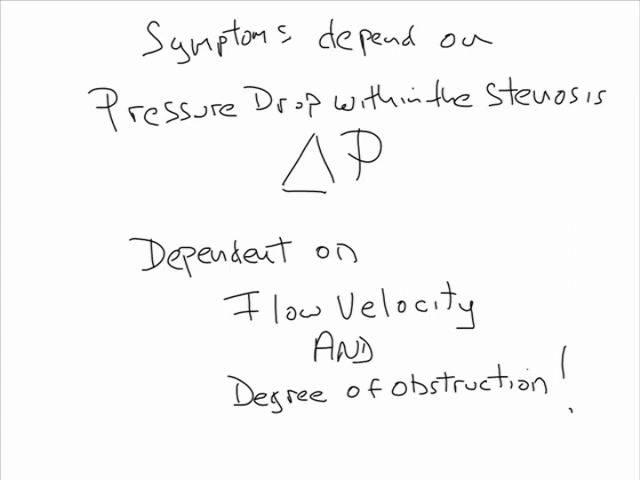 Symptoms depend on
Pressure Drop within the Stenosis
ΔP
Dependent on
Flow Velocity
AND
Degree of obstruction!